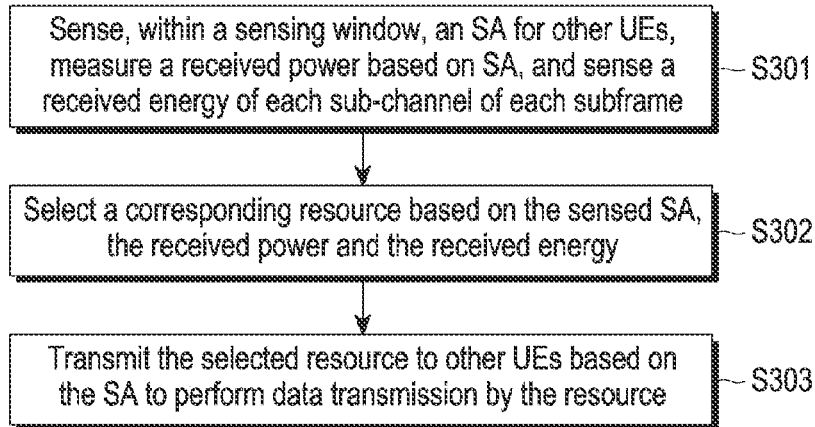 Sense, within a sensing window, an SA for other UEs,
measure a received power based on SA, and sense a
received energy of each sub-channel of each subframe
S301
Select a corresponding resource based on the sensed SA,
the received power and the received energy
S302
Transmit the selected resource to other UEs based on
the SA to perform data transmission by the resource
S303